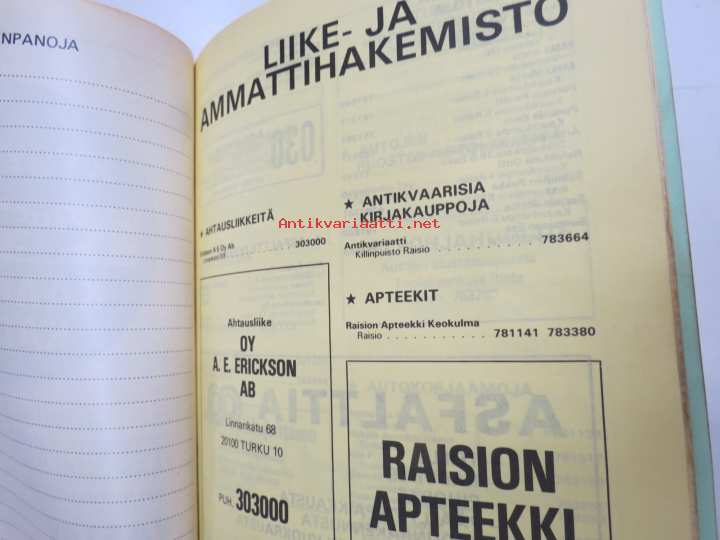 NPANOJA
LIIKE- JA
AMMATTIHAKEMISTO
★ AHTAUSLIIKKEITÄ
303000
Ahtausliike
OY
A. E. ERICKSON
AB
Linnankatu 68
20100 TURKU 10
PUH. 303000
★ ANTIKVAARISIA
KIRJAKAUPPOJA
Antikvariaatti
Killinpuisto Raisio . . . . . . . . . . . 783664
★ APTEEKIT
Raision Apteekki Keokulma
Raisio . . . . . . . . . . . 781141 783380
RAISION
APTEEKKI
Antikvariaatti.net